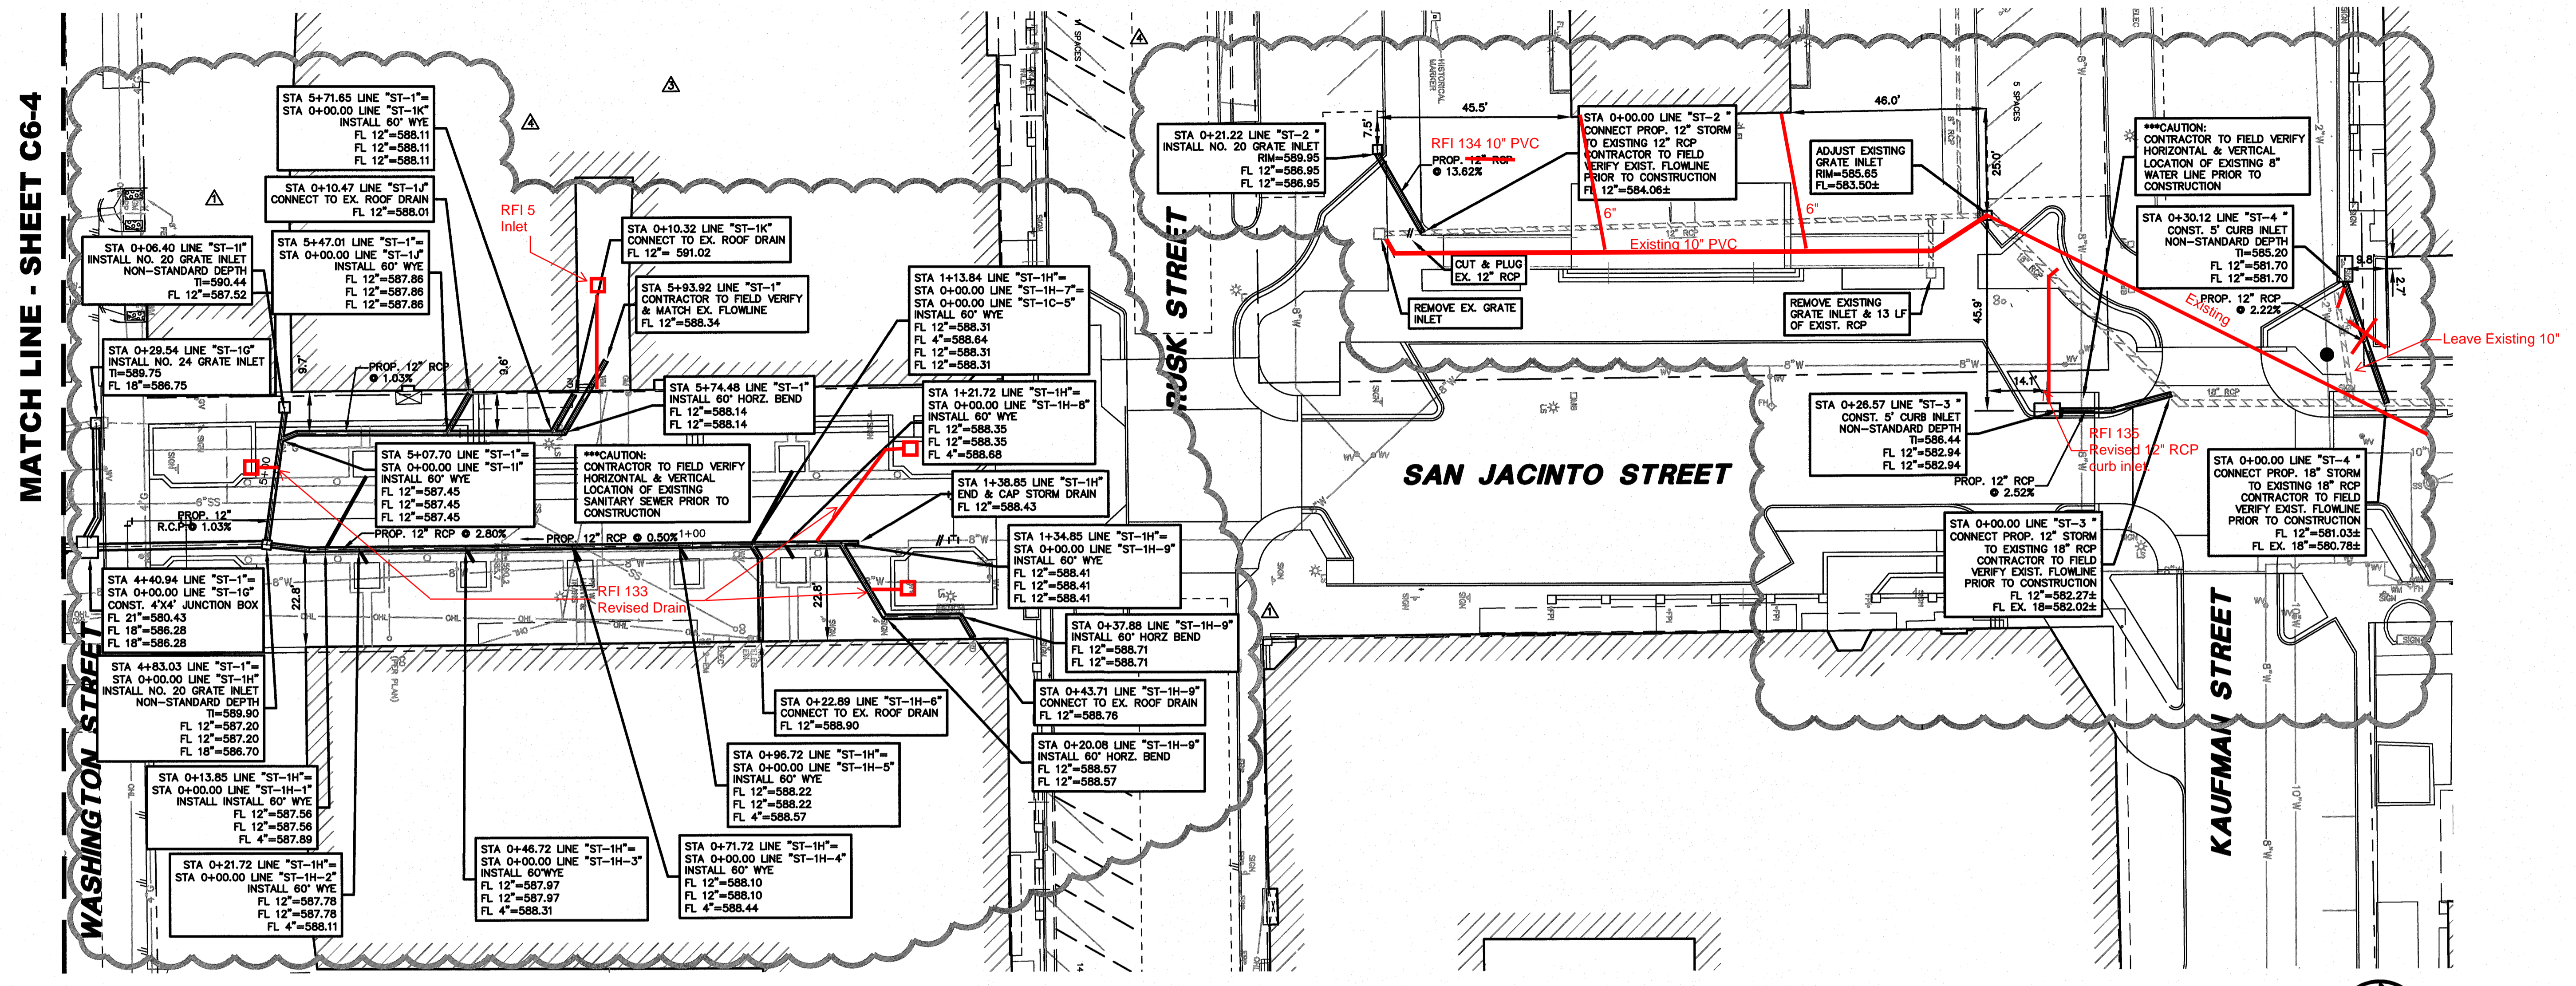 MATCH LINE - SHEET C6-4
STA 5+71.65 LINE "ST-1"=
STA 0+00.00 LINE "ST-1K"
INSTALL 60° WYE
FL 12"=588.11
FL 12"=588.11
FL 12"=588.11
STA 0+10.47 LINE "ST-1J"
CONNECT TO EX. ROOF DRAIN
FL 12"=588.01
STA 0+06.40 LINE "ST-1I"
IINSTALL NO. 20 GRATE INLET
NON-STANDARD DEPTH
TI=590.44
FL 12"=587.52
STA 5+47.01 LINE "ST-1"=
STA 0+00.00 LINE "ST-1J"
INSTALL 60° WYE
FL 12"=587.86
FL 12"=587.86
FL 12"=587.86
RFI 5
Inlet
STA 0+10.32 LINE "ST-1K"
CONNECT TO EX. ROOF DRAIN
FL 12"= 591.02
STA 5+93.92 LINE "ST-1"
CONTRACTOR TO FIELD VERIFY
& MATCH EX. FLOWLINE
FL 12"=588.34
STA 0+29.54 LINE "ST-1G"
INSTALL NO. 24 GRATE INLET
TI=589.75
FL 18"=586.75
PROP. 12" RCP
@ 1.03%
9.7'
9.6'
STA 5+74.48 LINE "ST-1"
INSTALL 60° HORZ. BEND
FL 12"=588.14
FL 12"=588.14
STA 1+13.84 LINE "ST-1H"=
STA 0+00.00 LINE "ST-1H-7"=
STA 0+00.00 LINE "ST-1C-5"
INSTALL 60° WYE
FL 12"=588.31
FL 4"=588.64
FL 12"=588.31
FL 12"=588.31
STA 1+21.72 LINE "ST-1H"=
STA 0+00.03 LINE "ST-1H-8"
INSTALL 60° WYE
FL 12"=588.35
FL 12"=588.35
FL 4"=588.68
STA 5+07.70 LINE "ST-1"=
STA 0+00.00 LINE "ST-1I"
INSTALL 60° WYE
FL 12"=587.45
FL 12"=587.45
FL 12"=587.45
***CAUTION:
CONTRACTOR TO FIELD VERIFY
HORIZONTAL & VERTICAL
LOCATION OF EXISTING
SANITARY SEWER PRIOR TO
CONSTRUCTION
STA 1+38.85 LINE "ST-1H"
END & CAP STORM DRAIN
FL 12"=588.43
6"SS
PROP. 12"
R.C.P. @ 1.03%
PROP. 12" RCP @ 2.80%
PROP. 12" RCP @ 0.50%
1+00
STA 1+34.85 LINE "ST-1H"=
STA 0+00.00 LINE "ST-1H-9"
INSTALL 60° WYE
FL 12"=588.41
FL 12"=588.41
FL 12"=588.41
STA 4+40.94 LINE "ST-1"=
STA 0+00.00 LINE "ST-1G"
CONST. 4'X4' JUNCTION BOX
FL 21"=580.43
FL 18"=586.28
FL 18"=586.28
RFI 133
Revised Drain
22.8'
22.8'
STA 0+37.88 LINE "ST-1H-9"
INSTALL 60° HORZ BEND
FL 12"=588.71
FL 12"=588.71
STA 4+83.03 LINE "ST-1"=
STA 0+00.00 LINE "ST-1H"
INSTALL NO. 20 GRATE INLET
NON-STANDARD DEPTH
TI=589.90
FL 12"=587.20
FL 12"=587.20
FL 18"=586.70
WASHINGTON STREET
STA 0+43.71 LINE "ST-1H-9"
CONNECT TO EX. ROOF DRAIN
FL 12"=588.76
STA 0+22.89 LINE "ST-1H-6"
CONNECT TO EX. ROOF DRAIN
FL 12"=588.90
STA 0+20.08 LINE "ST-1H-9"
INSTALL 60° HORZ. BEND
FL 12"=588.57
FL 12"=588.57
STA 0+96.72 LINE "ST-1H"=
STA 0+00.00 LINE "ST-1H-5"
INSTALL 60° WYE
FL 12"=588.22
FL 12"=588.22
FL 4"=588.57
STA 0+13.85 LINE "ST-1H"=
STA 0+00.00 LINE "ST-1H-1"
INSTALL INSTALL 60° WYE
FL 12"=587.56
FL 12"=587.56
FL 4"=587.89
STA 0+21.72 LINE "ST-1H"=
STA 0+00.00 LINE "ST-1H-2"
INSTALL 60° WYE
FL 12"=587.78
FL 12"=587.78
FL 4"=588.11
STA 0+46.72 LINE "ST-1H"=
STA 0+00.00 LINE "ST-1H-3"
INSTALL 60°WYE
FL 12"=587.97
FL 12"=587.97
FL 4"=588.31
STA 0+71.72 LINE "ST-1H"=
STA 0+00.00 LINE "ST-1H-4"
INSTALL 60° WYE
FL 12"=588.10
FL 12"=588.10
FL 4"=588.44
RUSK STREET
STA 0+21.22 LINE "ST-2 "
INSTALL NO. 20 GRATE INLET
RIM=589.95
FL 12"=586.95
FL 12"=586.95
HISTORICAL
MARKER
7.5'
45.5'
RFI 134 10" PVC
PROP. 12" RCP
@ 13.62%
STA 0+00.00 LINE "ST-2 "
CONNECT PROP. 12" STORM
TO EXISTING 12" RCP
CONTRACTOR TO FIELD
VERIFY EXIST. FLOWLINE
PRIOR TO CONSTRUCTION
FL 12"=584.06±
46.0'
5 SPACES
25.0'
ADJUST EXISTING
GRATE INLET
RIM=585.65
FL=583.50±
6"
6"
12" RCP
Existing 10" PVC
CUT & PLUG
EX. 12" RCP
REMOVE EX. GRATE
INLET
REMOVE EXISTING
GRATE INLET & 13 LF
OF EXIST. RCP
45.9'
18" RCP
***CAUTION:
CONTRACTOR TO FIELD VERIFY
HORIZONTAL & VERTICAL
LOCATION OF EXISTING 8"
WATER LINE PRIOR TO
CONSTRUCTION
STA 0+30.12 LINE "ST-4 "
CONST. 5' CURB INLET
NON-STANDARD DEPTH
TI=585.20
FL 12"=581.70
FL 12"=581.70
9.8'
2.7'
PROP. 12" RCP
@ 2.22%
Existing
Leave Existing 10"
14.1'
18" RCP
SAN JACINTO STREET
STA 0+26.57 LINE "ST-3 "
CONST. 5' CURB INLET
NON-STANDARD DEPTH
TI=586.44
FL 12"=582.94
FL 12"=582.94
RFI 135
Revised 12" RCP
curb inlet.
PROP. 12" RCP
@ 2.52%
STA 0+00.00 LINE "ST-4 "
CONNECT PROP. 18" STORM
TO EXISTING 18" RCP
CONTRACTOR TO FIELD
VERIFY EXIST. FLOWLINE
PRIOR TO CONSTRUCTION
FL 12"=581.03±
FL EX. 18"=580.78±
STA 0+00.00 LINE "ST-3 "
CONNECT PROP. 12" STORM
TO EXISTING 18" RCP
CONTRACTOR TO FIELD
VERIFY EXIST. FLOWLINE
PRIOR TO CONSTRUCTION
FL 12"=582.27±
FL EX. 18=582.02±
KAUFMAN STREET